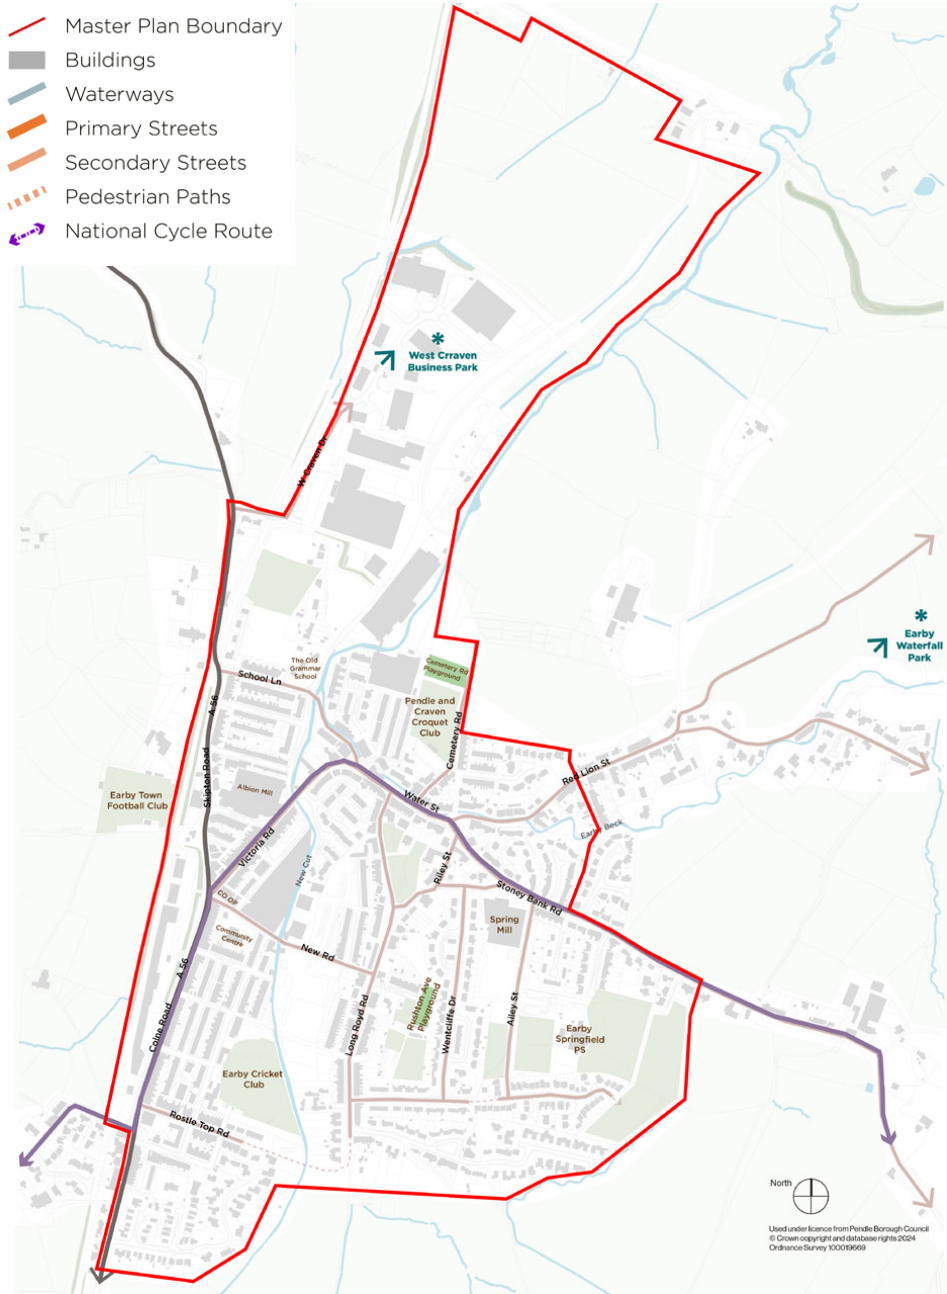 Master Plan Boundary
Buildings
Waterways
Primary Streets
Secondary Streets
Pedestrian Paths
National Cycle Route
West Crraven
Business Park
W Craven Dr
Earby
Waterfall
Park
The Old
Grammar
School
Cemetery Rd
Playground
School Ln
A 56
Pendle and
Craven
Croquet
Club
Cemetery Rd
Skipton Road
Red Lion St
Earby Town
Football Club
Albion Mill
Water St
Earby Beck
Victoria Rd
New Cut
Riley St
Stoney Bank Rd
CO OP
Community
Centre
Spring
Mill
New Rd
A 56
Colne Road
Long Royd Rd
Rushton Ave
Playground
Wentcliffe Dr
Ailey St
Earby
Springfield
PS
Earby Cricket
Club
Rostle Top Rd
North
Used under licence from Pendle Borough Council
© Crown copyright and database rights 2024
Ordnance Survey 100019669